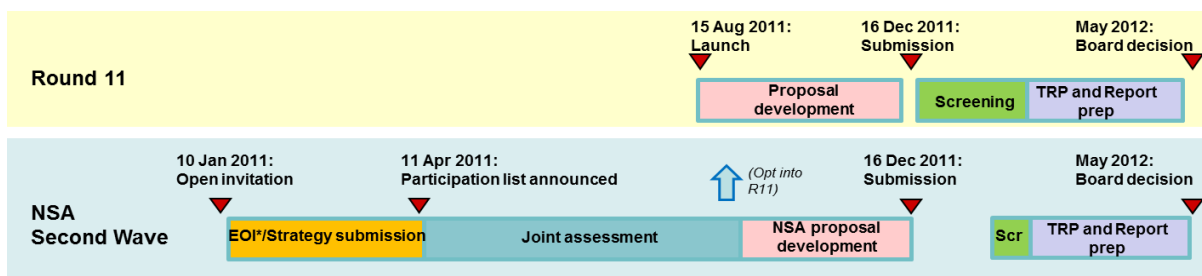 15 Aug 2011:
Launch
16 Dec 2011:
Submission
May 2012:
Board decision
Round 11
Proposal
development
Screening
TRP and Report
prep
10 Jan 2011:
Open invitation
11 Apr 2011:
Participation list announced
(Opt into
R11)
16 Dec 2011:
Submission
May 2012:
Board decision
NSA
Second Wave
EOI*/Strategy submission
Joint assessment
NSA proposal
development
Scr
TRP and Report
prep